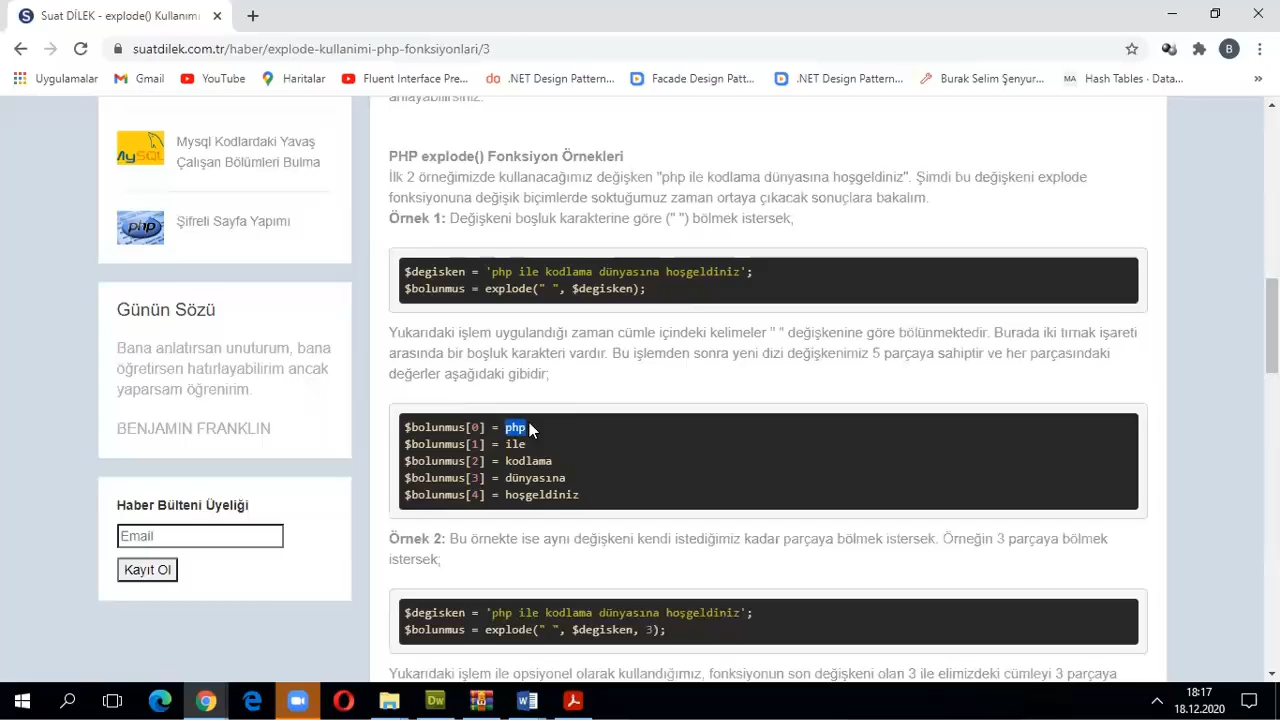 Suat DİLEK - explode() Kullanımı
suatdilek.com.tr/haber/explode-kullanimi-php-fonksiyonlari/3
B
Uygulamalar
Gmail
YouTube
Haritalar
Fluent Interface Pre...
.NET Design Pattern...
Facade Design Patt...
.NET Design Pattern...
Burak Selim Şenyur...
MA Hash Tables - Data...
»
Mysql Kodlardaki Yavaş
Çalışan Bölümleri Bulma
php
Şifreli Sayfa Yapımı
Günün Sözü
Bana anlatırsan unuturum, bana
öğretirsen hatırlayabilirim ancak
yaparsam öğrenirim.
BENJAMIN FRANKLIN
Haber Bülteni Üyeliği
Email
Kayıt Ol
anlayabilirsiniz.
PHP explode() Fonksiyon Örnekleri
İlk 2 örneğimizde kullanacağımız değişken "php ile kodlama dünyasına hoşgeldiniz". Şimdi bu değişkeni explode
fonksiyonuna değişik biçimlerde soktuğumuz zaman ortaya çıkacak sonuçlara bakalım.
Örnek 1: Değişkeni boşluk karakterine göre (" ") bölmek istersek,
$degisken = 'php ile kodlama dünyasına hoşgeldiniz';
$bolunmus = explode(" ", $degisken);
Yukarıdaki işlem uygulandığı zaman cümle içindeki kelimeler " " değişkenine göre bölünmektedir. Burada iki tırnak işareti
arasında bir boşluk karakteri vardır. Bu işlemden sonra yeni dizi değişkenimiz 5 parçaya sahiptir ve her parçasındaki
değerler aşağıdaki gibidir;
$bolunmus[0] = php
$bolunmus[1] = ile
$bolunmus[2] = kodlama
$bolunmus[3] = dünyasına
$bolunmus[4] = hoşgeldiniz
Örnek 2: Bu örnekte ise aynı değişkeni kendi istediğimiz kadar parçaya bölmek istersek. Örneğin 3 parçaya bölmek
istersek;
$degisken = 'php ile kodlama dünyasına hoşgeldiniz';
$bolunmus = explode(" ", $degisken, 3);
Yukarıdaki işlem ile opsiyonel olarak kullandığımız, fonksiyonun son değişkeni olan 3 ile elimizdeki cümleyi 3 parçaya
Dw
18:17
18.12.2020